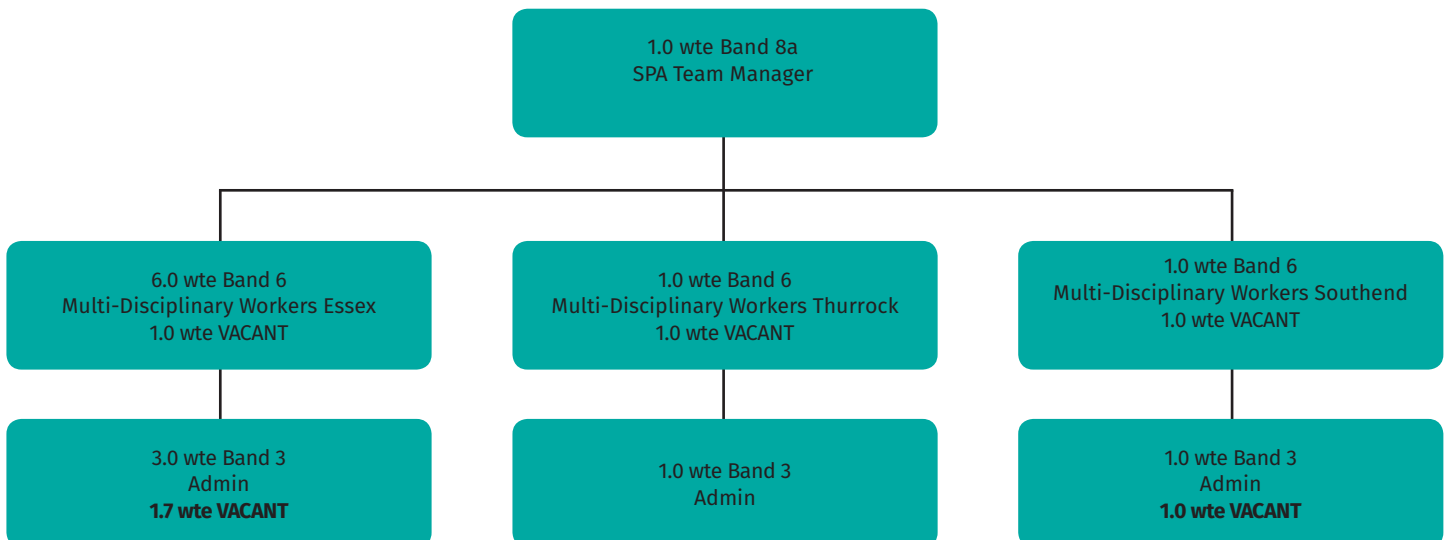 1.0 wte Band 8a
SPA Team Manager
6.0 wte Band 6
Multi-Disciplinary Workers Essex
1.0 wte VACANT
1.0 wte Band 6
Multi-Disciplinary Workers Thurrock
1.0 wte VACANT
1.0 wte Band 6
Multi-Disciplinary Workers Southend
1.0 wte VACANT
3.0 wte Band 3
Admin
1.7 wte VACANT
1.0 wte Band 3
Admin
1.0 wte Band 3
Admin
1.0 wte VACANT